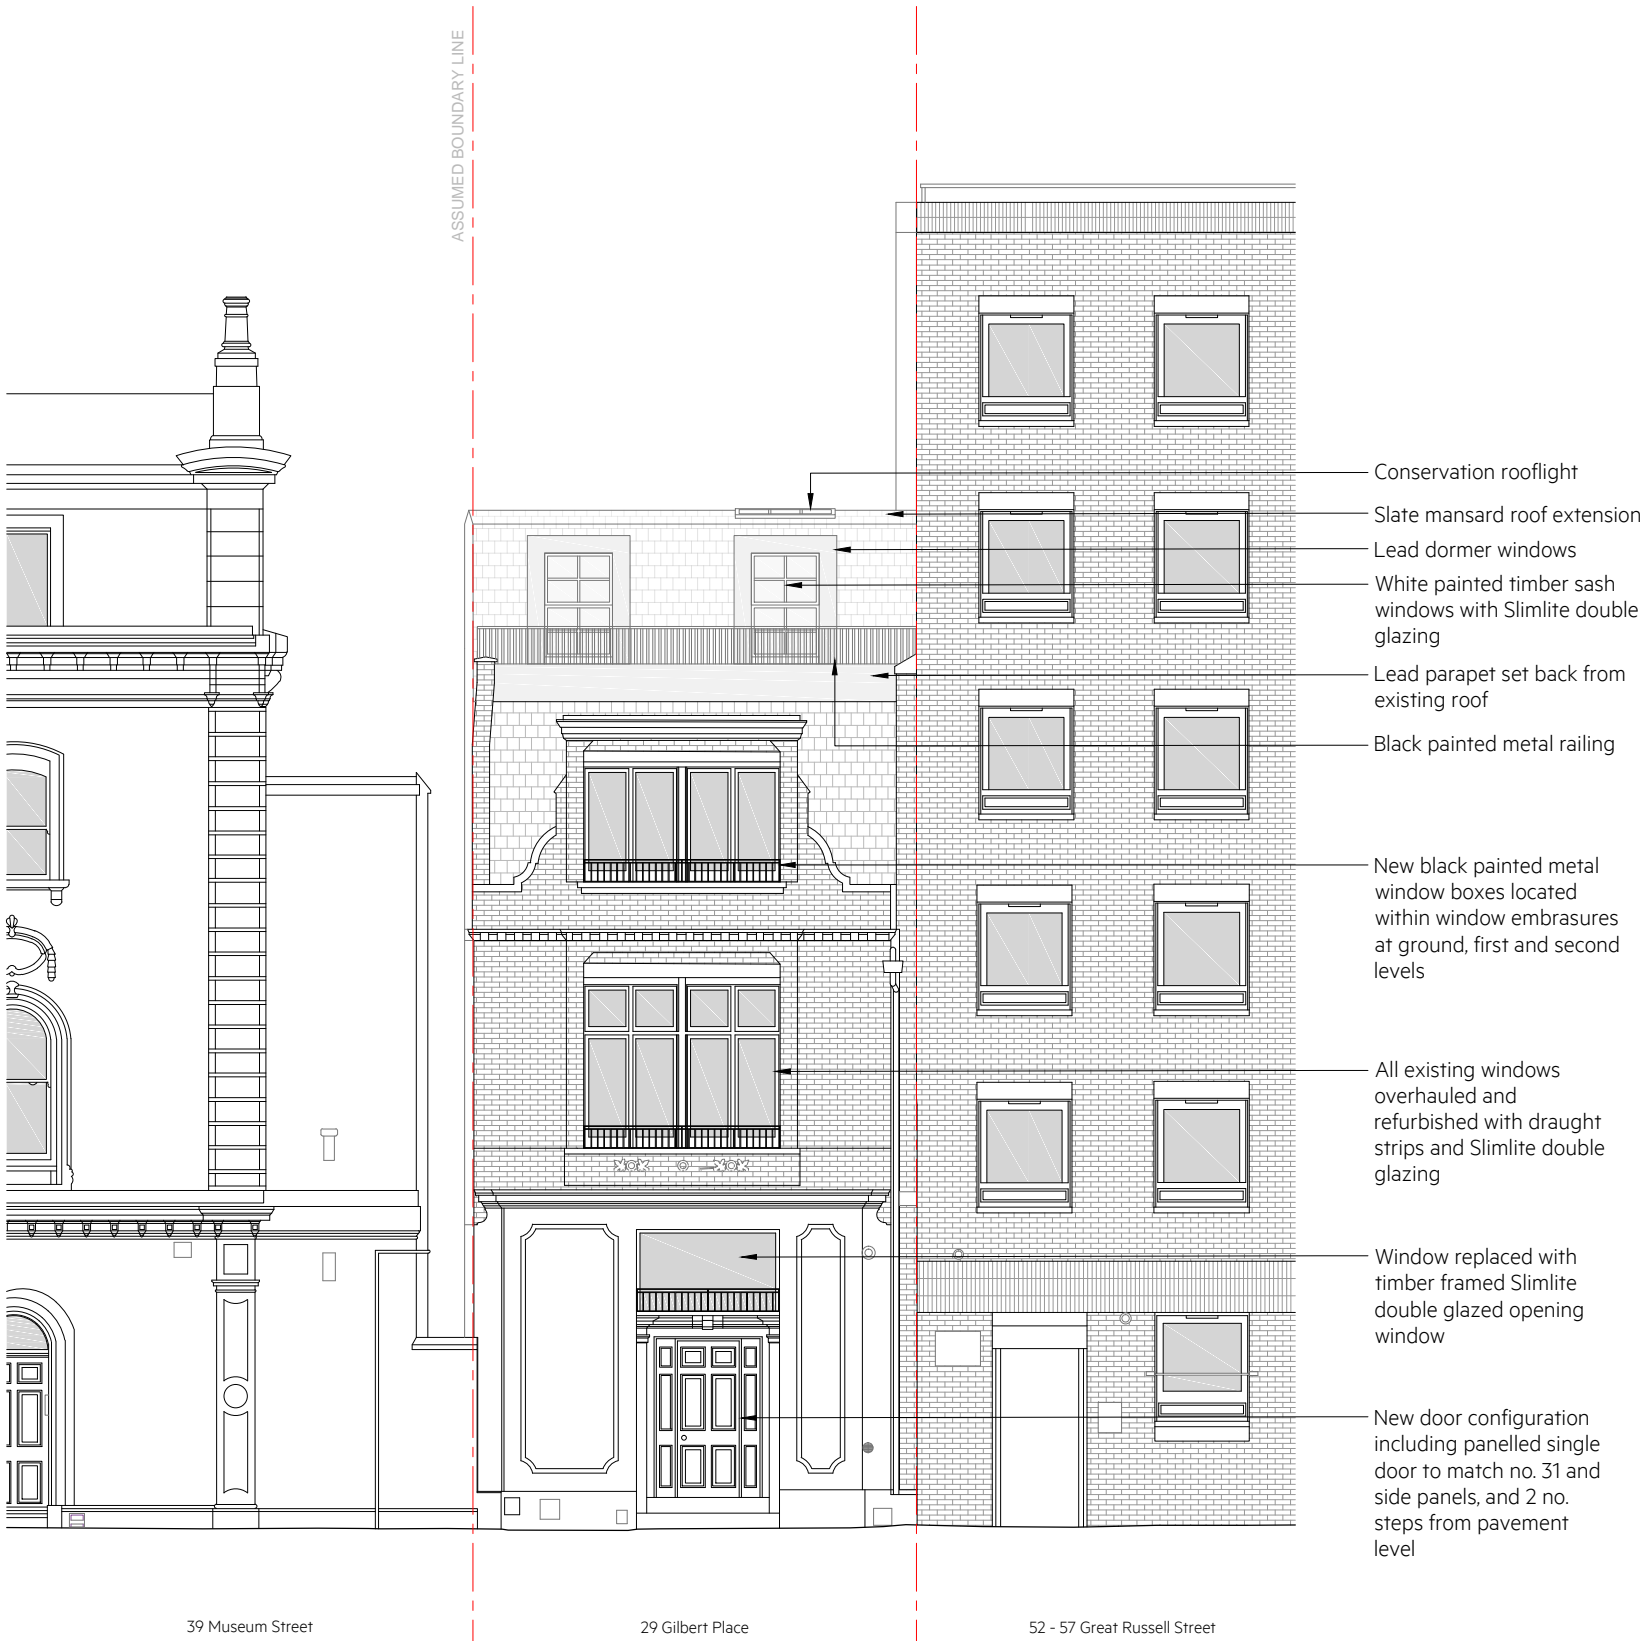 ASSUMED BOUNDARY LINE
Conservation rooflight
Slate mansard roof extension
Lead dormer windows
White painted timber sash
windows with Slimlite double
glazing
Lead parapet set back from
existing roof
Black painted metal railing
New black painted metal
window boxes located
within window embrasures
at ground, first and second
levels
All existing windows
overhauled and
refurbished with draught
strips and Slimlite double
glazing
Window replaced with
timber framed Slimlite
double glazed opening
window
New door configuration
including panelled single
door to match no. 31 and
side panels, and 2 no.
steps from pavement
level
39 Museum Street
29 Gilbert Place
52 - 57 Great Russell Street